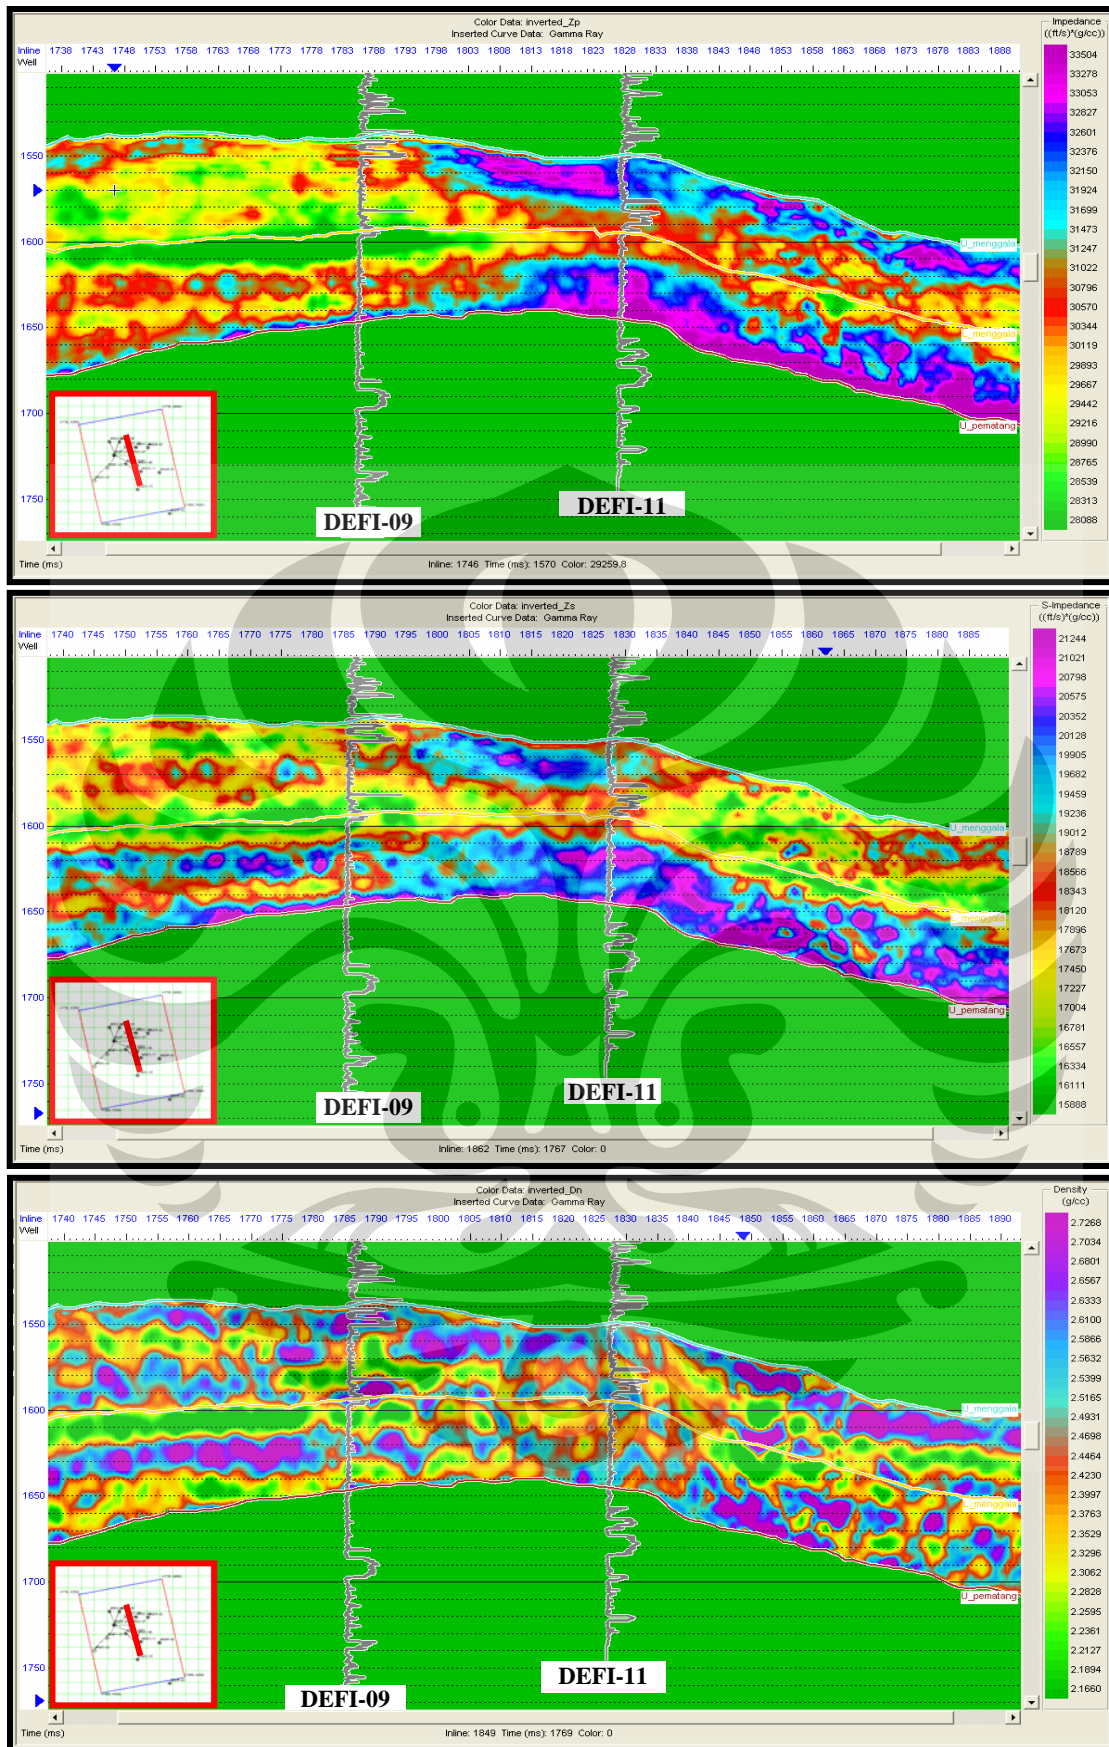 Color Data: inverted_Zp
Inserted Curve Data: Gamma Ray
Impedance
((ft/s)*(g/cc)
Inline 1738 1743 1748 1753 1758 1763 1768 1773 1778 1783 1788 1793 1798 1803 1808 1813 1818 1823 1828 1833 1838 1843 1848 1853 1858 1863 1868 1873 1878 1883 1888
Well
33504
33278
33053
32827
32601
32376
32150
31924
31699
31473
31247
31022
30796
30570
30344
30119
29893
29667
29442
29216
28990
28765
28539
28313
28088
1550
1600
1650
1700
1750
U_menggala
L_menggala
U_pematang
DEFI-09
DEFI-11
Time (ms)
Inline: 1746 Time (ms): 1570 Color: 29259.8
Color Data: inverted_Zs
Inserted Curve Data: Gamma Ray
S-Impedance
((ft/s)*(g/cc)
Inline 1740 1745 1750 1755 1760 1765 1770 1775 1780 1785 1790 1795 1800 1805 1810 1815 1820 1825 1830 1835 1840 1845 1850 1855 1860 1865 1870 1875 1880 1885
Well
21244
21021
20798
20575
20352
20128
19905
19682
19459
19236
19012
18789
18566
18343
18120
17896
17673
17450
17227
17004
16781
16557
16334
16111
15888
1550
1600
1650
1700
1750
U_menggala
L_menggala
U_pematang
DEFI-09
DEFI-11
Time (ms)
Inline: 1862 Time (ms): 1767 Color: 0
Color Data: inverted_Dn
Inserted Curve Data: Gamma Ray
Density
(g/cc)
Inline 1740 1745 1750 1755 1760 1765 1770 1775 1780 1785 1790 1795 1800 1805 1810 1815 1820 1825 1830 1835 1840 1845 1850 1855 1860 1865 1870 1875 1880 1885 1890
Well
2.7268
2.7034
2.6801
2.6567
2.6333
2.6100
2.5866
2.5632
2.5399
2.5165
2.4931
2.4698
2.4464
2.4230
2.3997
2.3763
2.3530
2.3296
2.3062
2.2828
2.2595
2.2361
2.2127
2.1894
2.1660
1550
1600
1650
1700
1750
U_menggala
L_menggala
U_pematang
DEFI-09
DEFI-11
Time (ms)
Inline: 1849 Time (ms): 1769 Color: 0